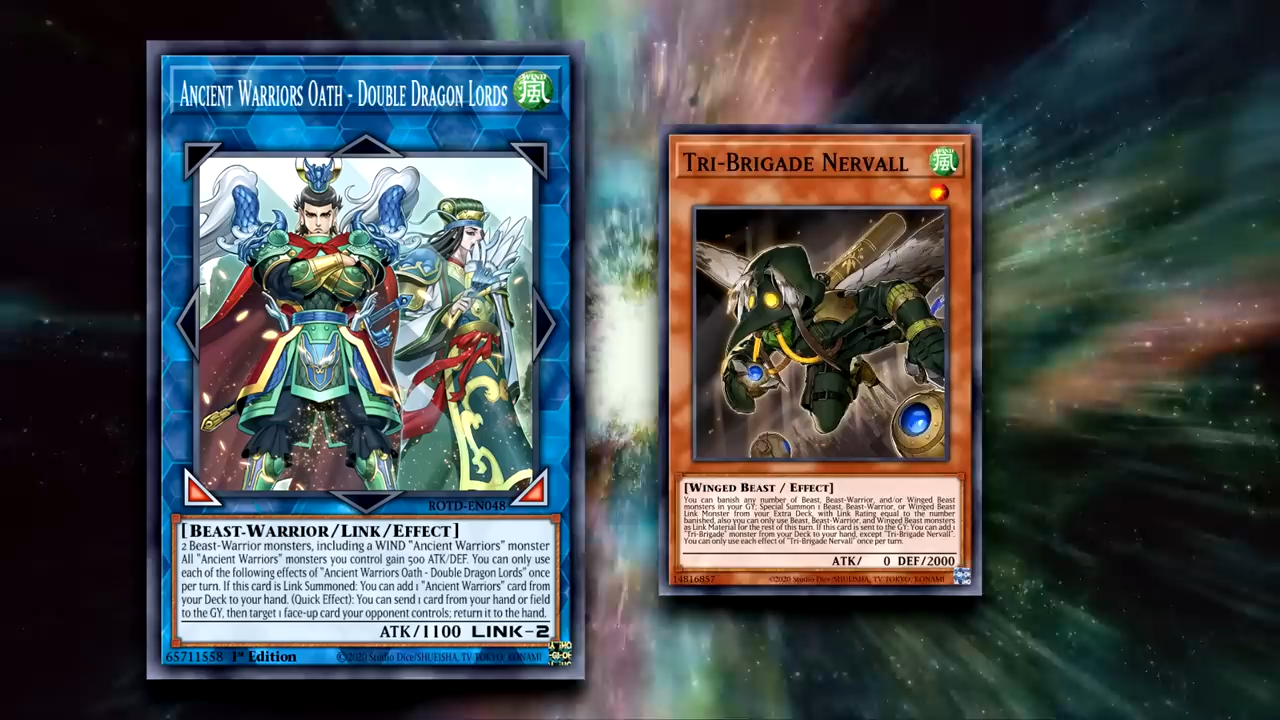 ANCIENT WARRIORS OATH - DOUBLE DRAGON LORDS
WIND
風
ROTD-EN048
[BEAST-WARRIOR/LINK/EFFECT]
2 Beast-Warrior monsters, including a WIND "Ancient Warriors" monster
All "Ancient Warriors" monsters you control gain 500 ATK/DEF. You can only use
each of the following effects of "Ancient Warriors Oath - Double Dragon Lords" once
per turn. If this card is Link Summoned: You can add 1 "Ancient Warriors" card from
your Deck to your hand. (Quick Effect): You can send 1 card from your hand or field
to the GY, then target 1 face-up card your opponent controls; return it to the hand.
ATK/1100 LINK-2
65711558 1st Edition ©2020 Studio Dice/SHUEISHA, TV TOKYO, KONAMI
TRI-BRIGADE NERVALL
WIND
風
[WINGED BEAST / EFFECT]
You can banish any number of Beast, Beast-Warrior, and/or Winged Beast
monsters in your GY; Special Summon 1 Beast, Beast-Warrior, or Winged Beast
Link Monster from your Extra Deck, with Link Rating equal to the number
banished, also you can only use Beast, Beast-Warrior, and Winged Beast monsters
as Link Material for the rest of this turn. If this card is sent to the GY: You can add 1
"Tri-Brigade" monster from your Deck to your hand, except "Tri-Brigade Nervall".
You can only use each effect of "Tri-Brigade Nervall" once per turn.
ATK/ 0 DEF/2000
14816857 ©2020 Studio Dice/SHUEISHA, TV TOKYO, KONAMI